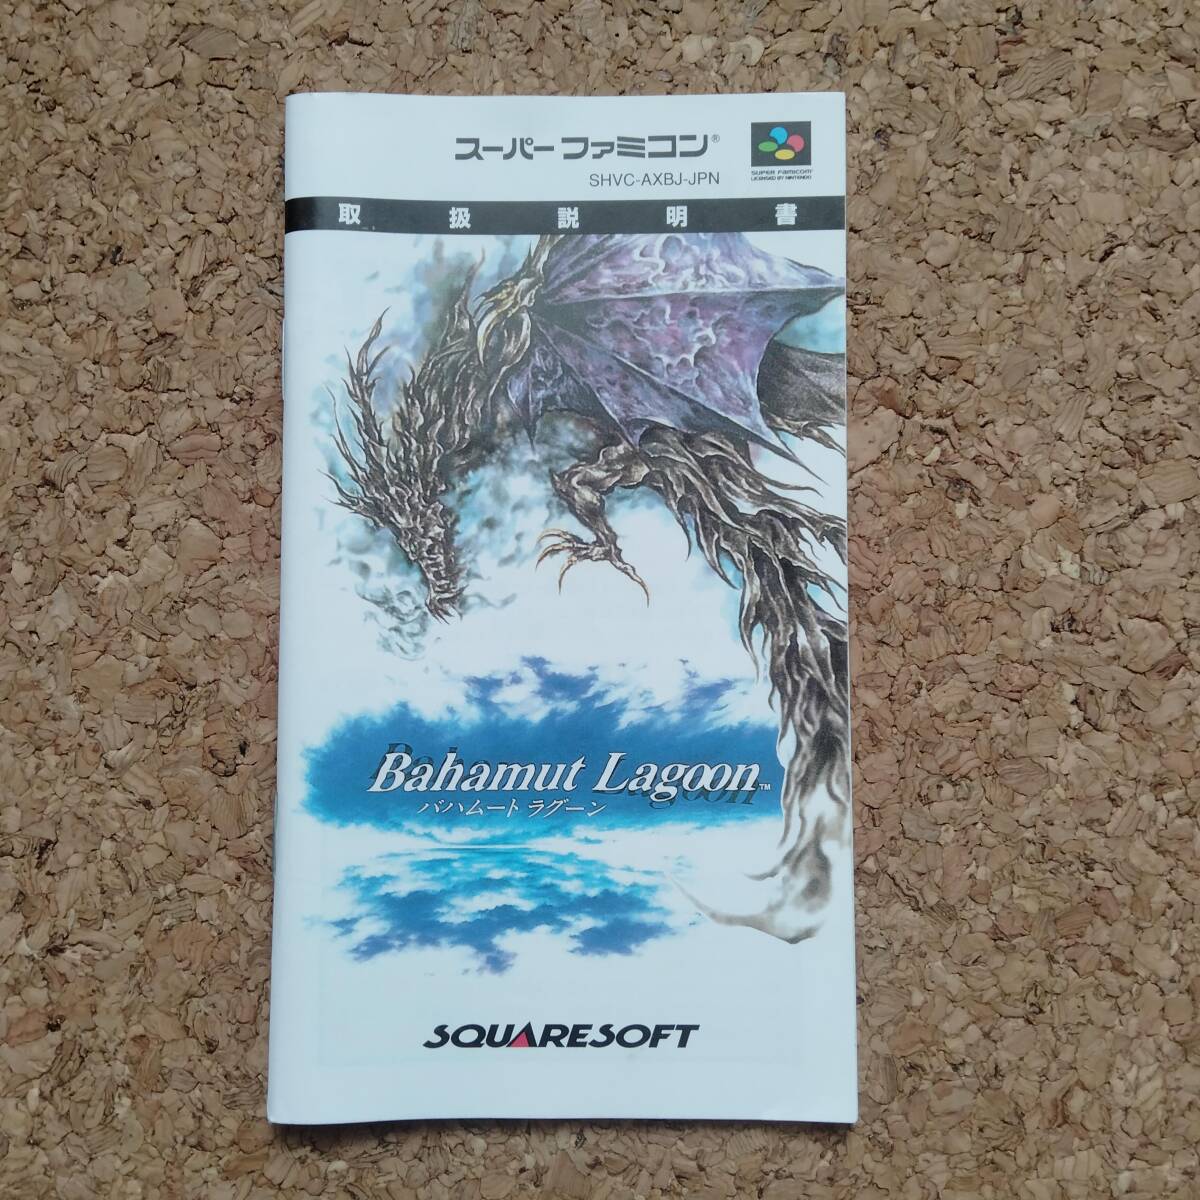 スーパーファミコン®
SHVC-AXBJ-JPN
SUPER FAMICOM
LICENSED BY NINTENDO
取扱説明書
Bahamut Lagoon™
バハムート ラグーン
SQUARESOFT